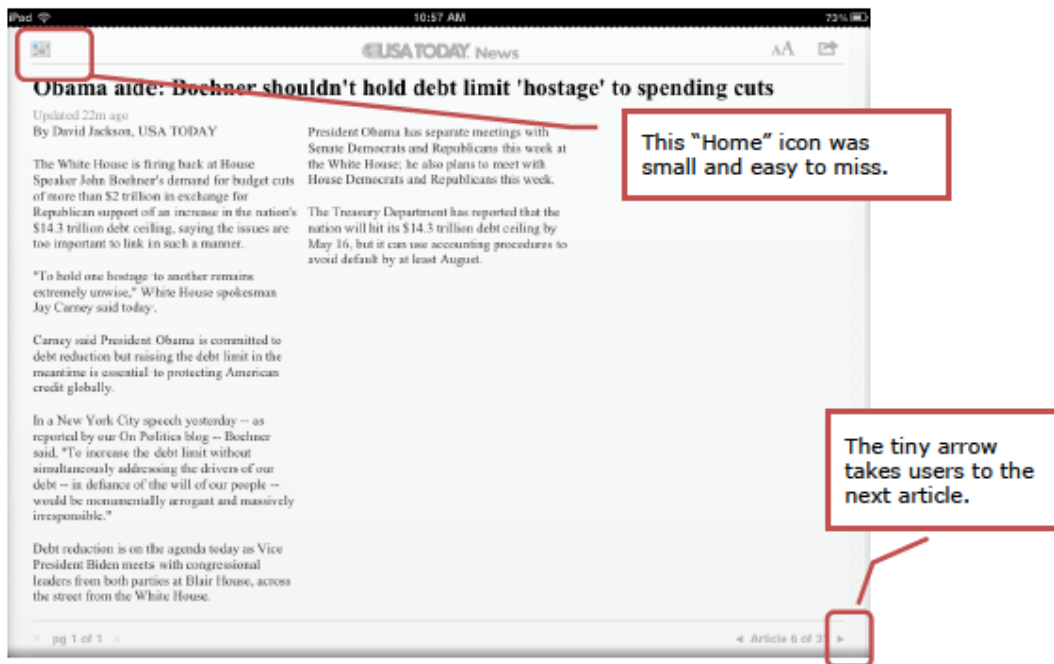 iPad 10:57 AM 73%
USA TODAY. News AA
Obama aide: Boehner shouldn't hold debt limit 'hostage' to spending cuts
Updated 22m ago
By David Jackson, USA TODAY
The White House is firing back at House
Speaker John Boehner's demand for budget cuts
of more than $2 trillion in exchange for
Republican support of an increase in the nation's
$14.3 trillion debt ceiling, saying the issues are
too important to link in such a manner.
"To hold one hostage to another remains
extremely unwise," White House spokesman
Jay Carney said today.
Carney said President Obama is committed to
debt reduction but raising the debt limit in the
meantime is essential to protecting American
credit globally.
In a New York City speech yesterday -- as
reported by our On Politics blog -- Boehner
said, "To increase the debt limit without
simultaneously addressing the drivers of our
debt -- in defiance of the will of our people --
would be monumentally arrogant and massively
irresponsible."
Debt reduction is on the agenda today as Vice
President Biden meets with congressional
leaders from both parties at Blair House, across
the street from the White House.
President Obama has separate meetings with
Senate Democrats and Republicans this week at
the White House; he also plans to meet with
House Democrats and Republicans this week.
The Treasury Department has reported that the
nation will hit its $14.3 trillion debt ceiling by
May 16, but it can use accounting procedures to
avoid default by at least August.
This “Home” icon was
small and easy to miss.
The tiny arrow
takes users to the
next article.
pg 1 of 1
Article 6 of